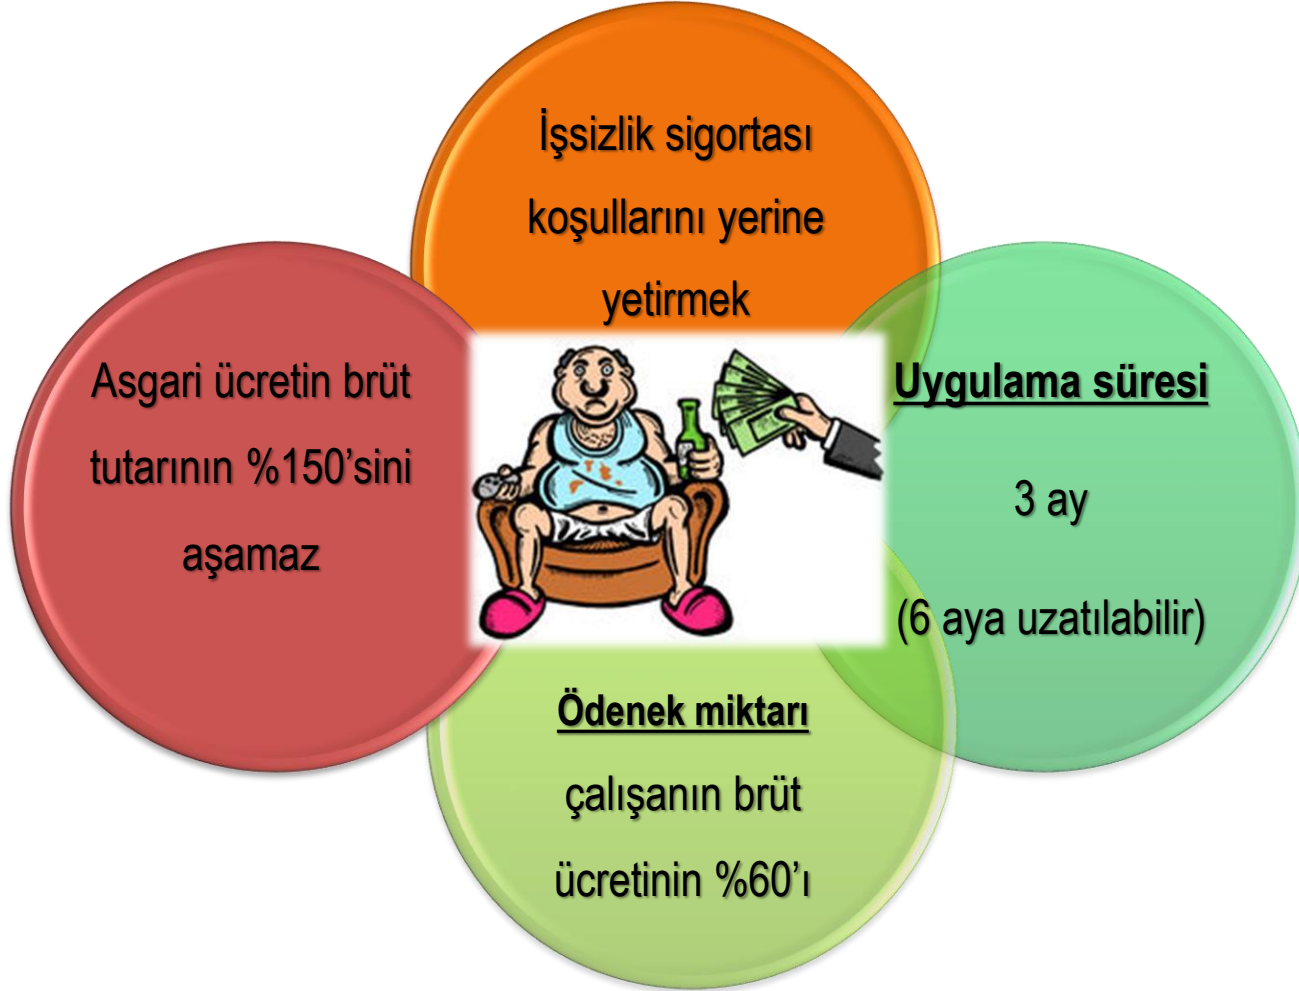 İşsizlik sigortası
koşullarını yerine
yetirmek
Asgari ücretin brüt
tutarının %150’sini
aşamaz
Uygulama süresi
3 ay
(6 aya uzatılabilir)
Ödenek miktarı
çalışanın brüt
ücretinin %60’ı